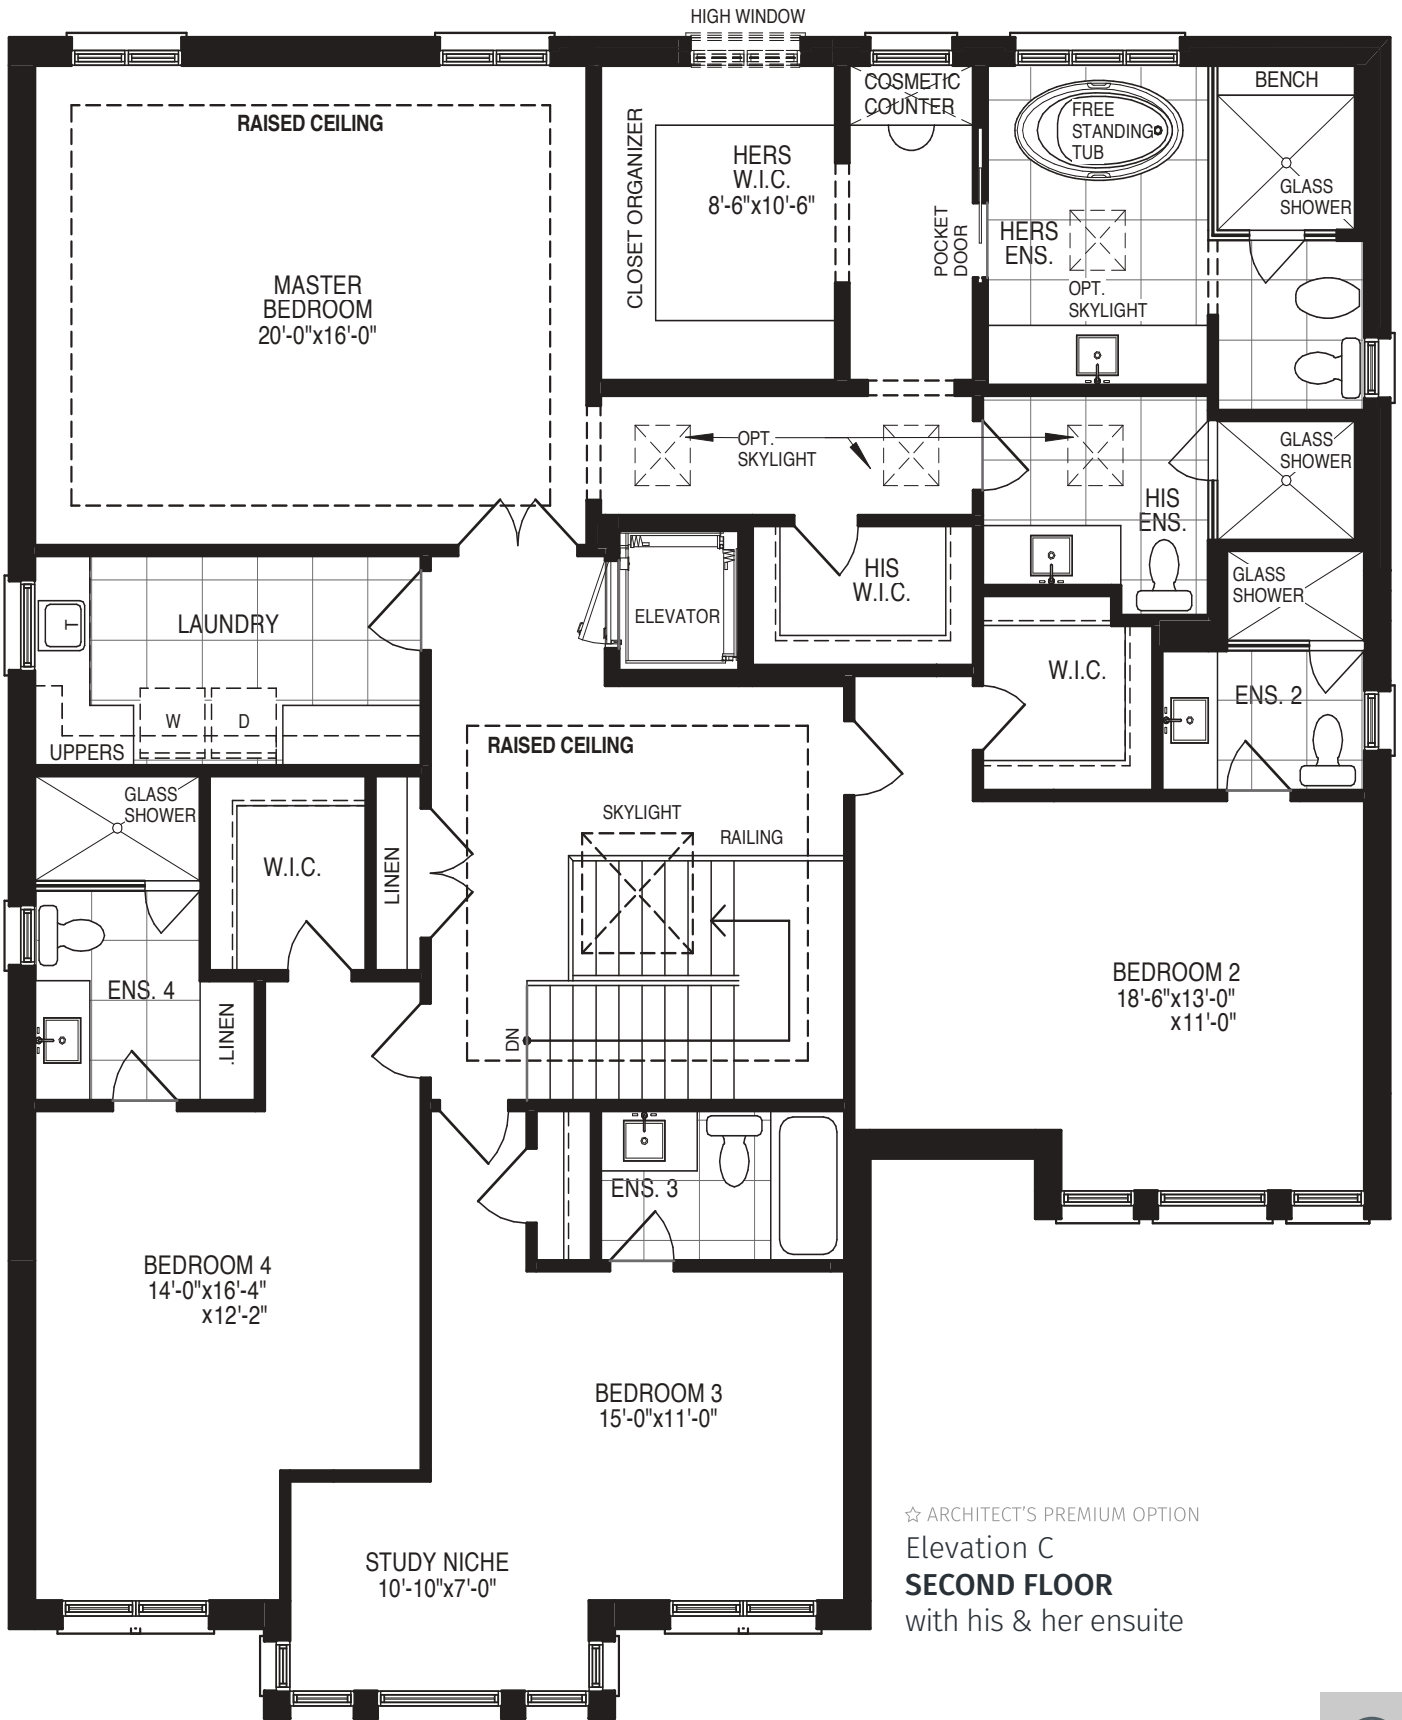 HIGH WINDOW
RAISED CEILING
MASTER
BEDROOM
20'-0"x16'-0"
CLOSET ORGANIZER
HERS
W.I.C.
8'-6"x10'-6"
COSMETIC
COUNTER
POCKET
DOOR
FREE
STANDING
TUB
HERS
ENS.
OPT.
SKYLIGHT
BENCH
GLASS
SHOWER
OPT.
SKYLIGHT
HIS
ENS.
GLASS
SHOWER
HIS
W.I.C.
ELEVATOR
LAUNDRY
T
W
D
UPPERS
GLASS
SHOWER
W.I.C.
ENS. 2
RAISED CEILING
SKYLIGHT
RAILING
DN
GLASS
SHOWER
W.I.C.
LINEN
ENS. 4
.LINEN
BEDROOM 2
18'-6"x13'-0"
x11'-0"
ENS. 3
BEDROOM 4
14'-0"x16'-4"
x12'-2"
BEDROOM 3
15'-0"x11'-0"
STUDY NICHE
10'-10"x7'-0"
☆ ARCHITECT'S PREMIUM OPTION
Elevation C
SECOND FLOOR
with his & her ensuite